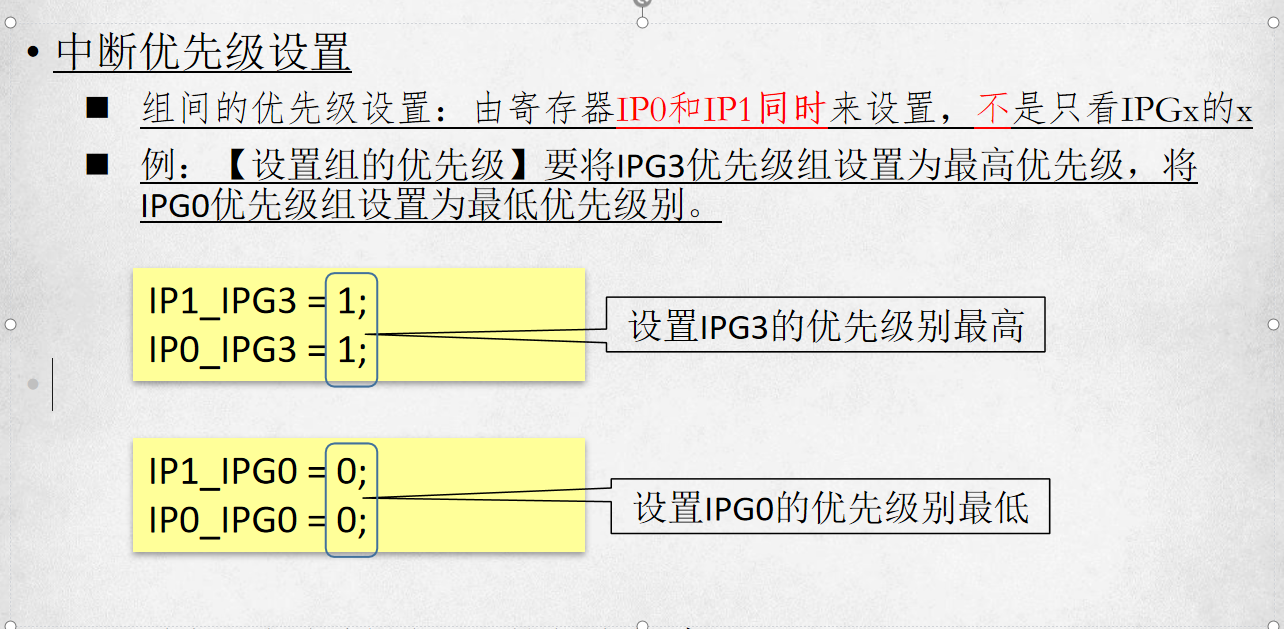 • 中断优先级设置
■ 组间的优先级设置：由寄存器IP0和IP1同时来设置，不是只看IPGx的x
■ 例：【设置组的优先级】要将IPG3优先级组设置为最高优先级，将
IPG0优先级组设置为最低优先级别。
IP1_IPG3 = 1;
IP0_IPG3 = 1;
设置IPG3的优先级别最高
IP1_IPG0 = 0;
IP0_IPG0 = 0;
设置IPG0的优先级别最低